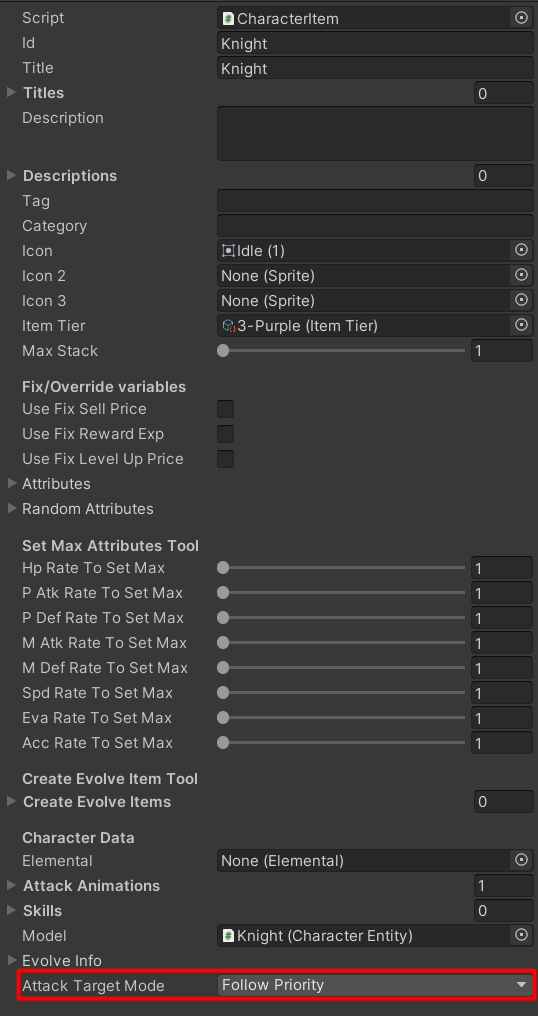 Script CharacterItem
Id Knight
Title Knight
Titles 0
Description
Descriptions 0
Tag
Category
Icon Idle (1)
Icon 2 None (Sprite)
Icon 3 None (Sprite)
Item Tier 3-Purple (Item Tier)
Max Stack 1
Fix/Override variables
Use Fix Sell Price
Use Fix Reward Exp
Use Fix Level Up Price
Attributes
Random Attributes
Set Max Attributes Tool
Hp Rate To Set Max 1
P Atk Rate To Set Max 1
P Def Rate To Set Max 1
M Atk Rate To Set Max 1
M Def Rate To Set Max 1
Spd Rate To Set Max 1
Eva Rate To Set Max 1
Acc Rate To Set Max 1
Create Evolve Item Tool
Create Evolve Items 0
Character Data
Elemental None (Elemental)
Attack Animations 1
Skills 0
Model Knight (Character Entity)
Evolve Info
Attack Target Mode Follow Priority